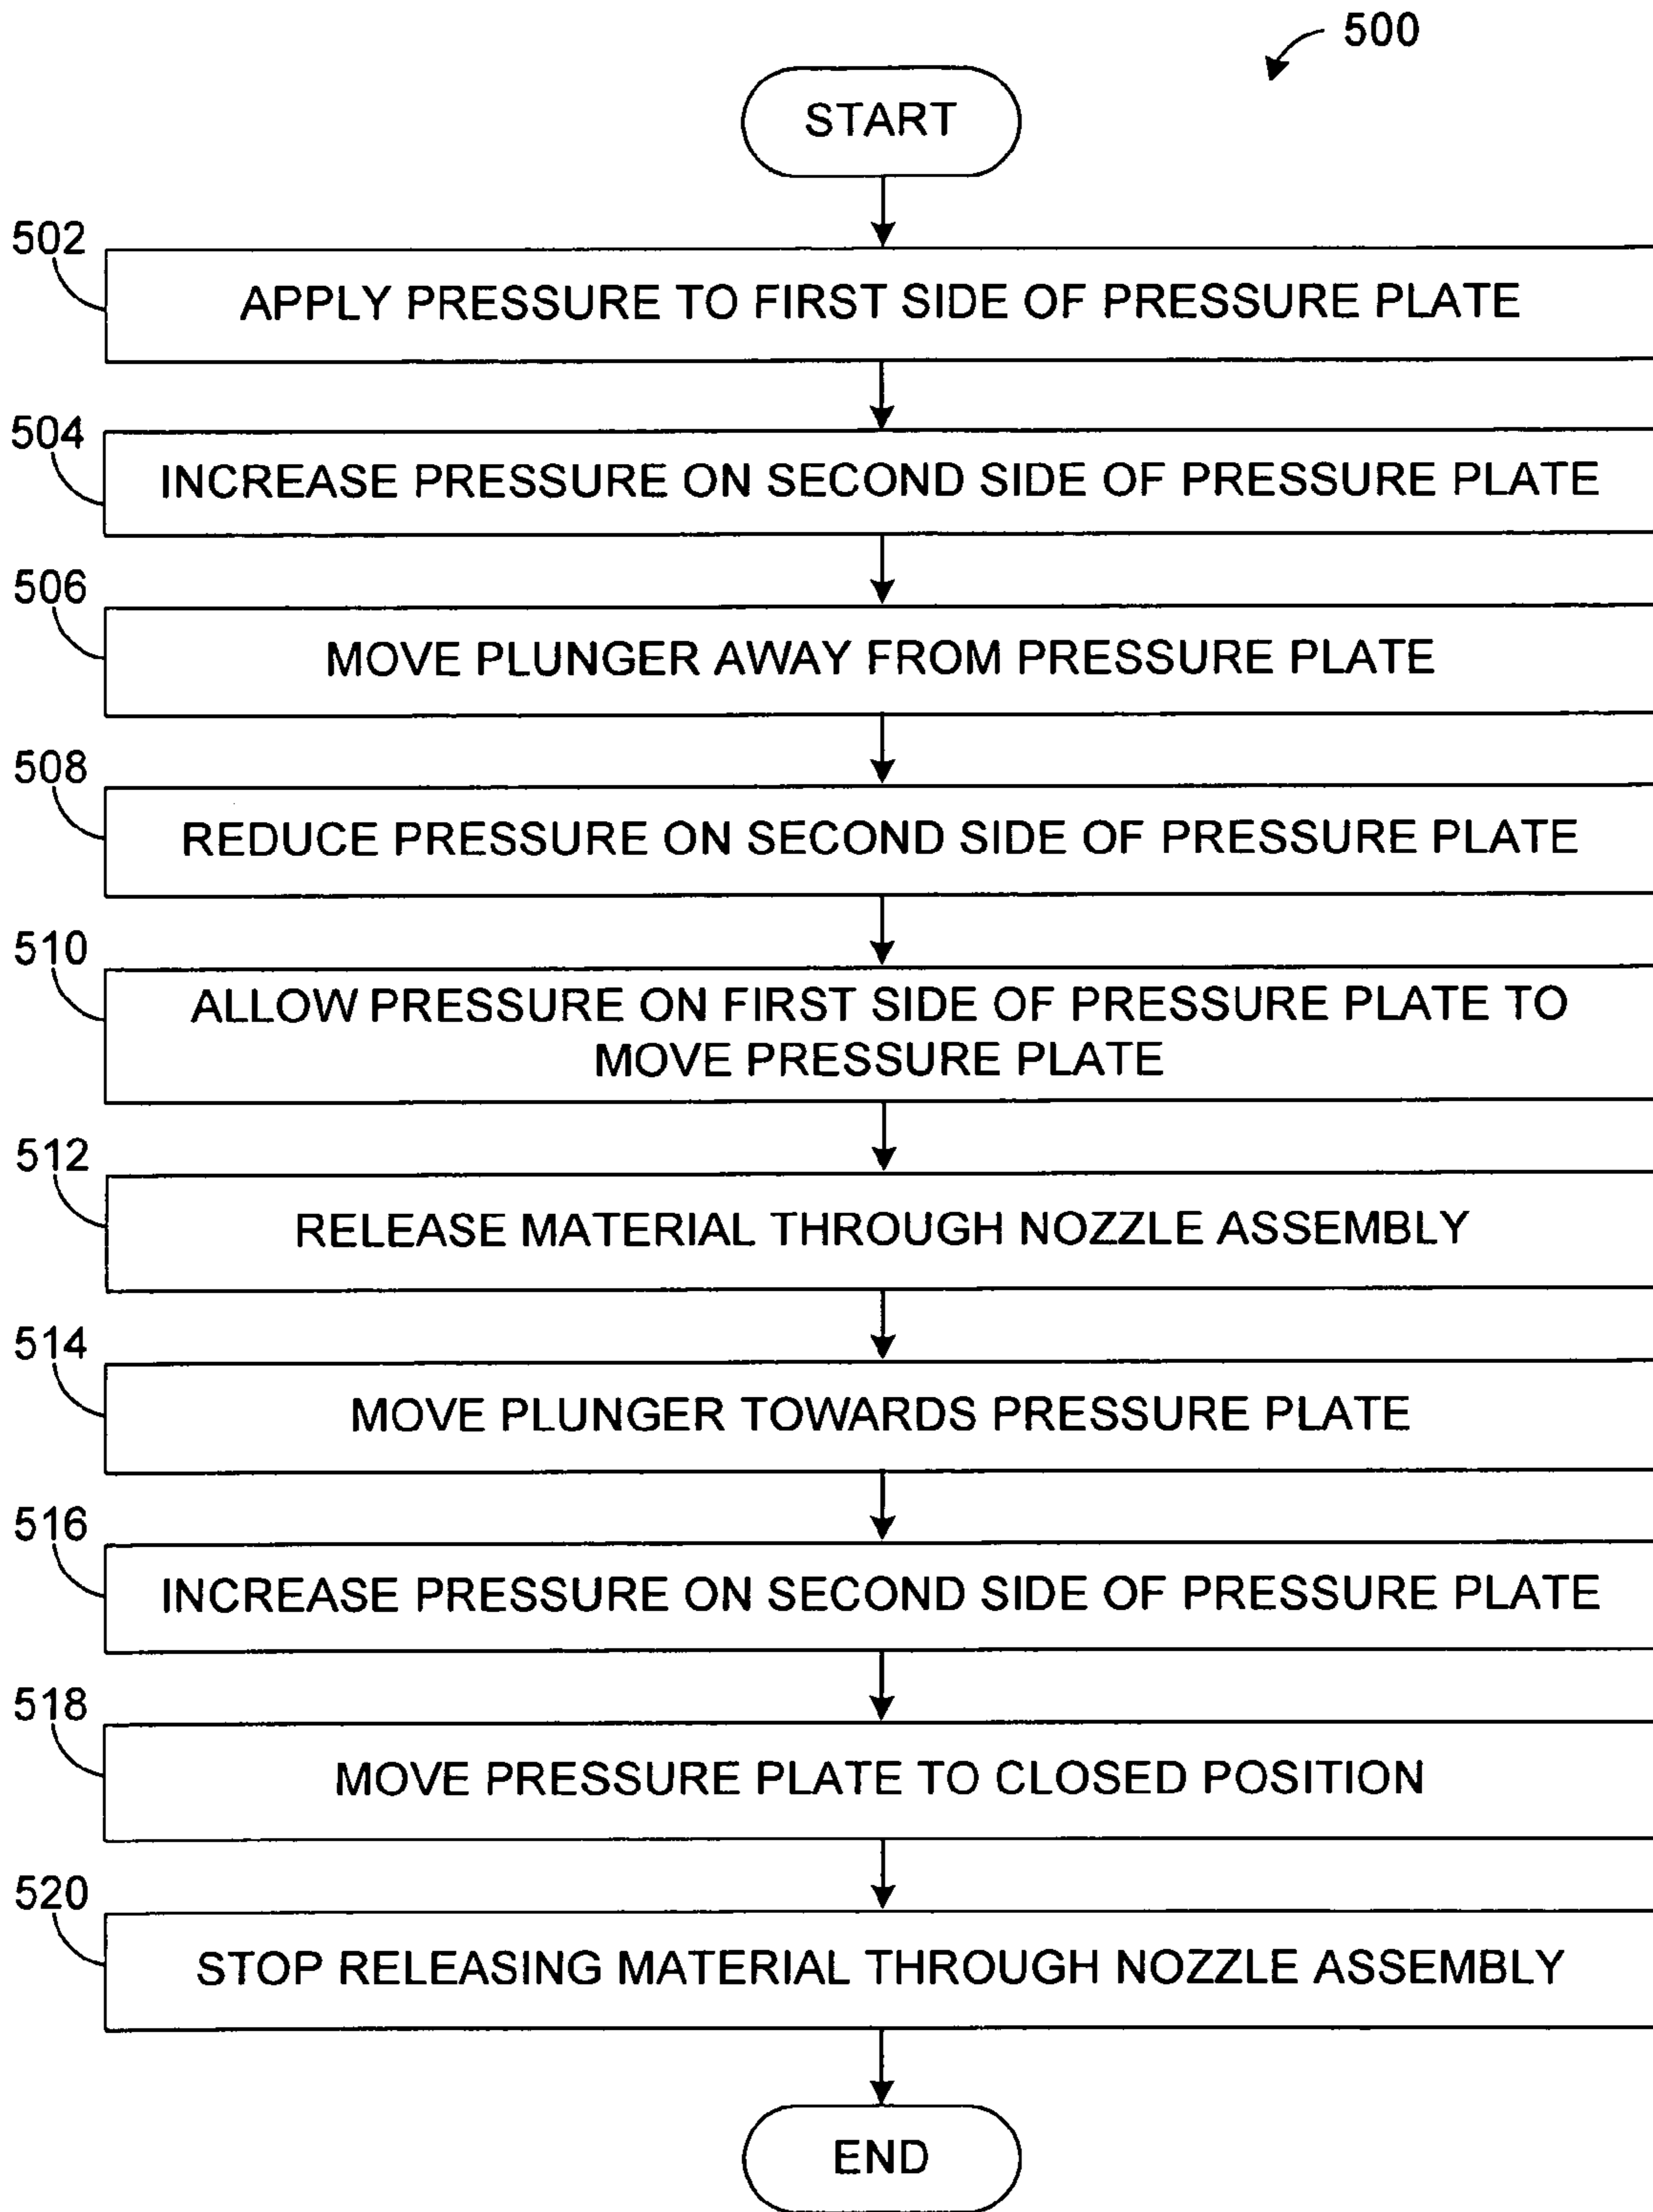 500
START
502
APPLY PRESSURE TO FIRST SIDE OF PRESSURE PLATE
504
INCREASE PRESSURE ON SECOND SIDE OF PRESSURE PLATE
506
MOVE PLUNGER AWAY FROM PRESSURE PLATE
508
REDUCE PRESSURE ON SECOND SIDE OF PRESSURE PLATE
510
ALLOW PRESSURE ON FIRST SIDE OF PRESSURE PLATE TO
MOVE PRESSURE PLATE
512
RELEASE MATERIAL THROUGH NOZZLE ASSEMBLY
514
MOVE PLUNGER TOWARDS PRESSURE PLATE
516
INCREASE PRESSURE ON SECOND SIDE OF PRESSURE PLATE
518
MOVE PRESSURE PLATE TO CLOSED POSITION
520
STOP RELEASING MATERIAL THROUGH NOZZLE ASSEMBLY
END